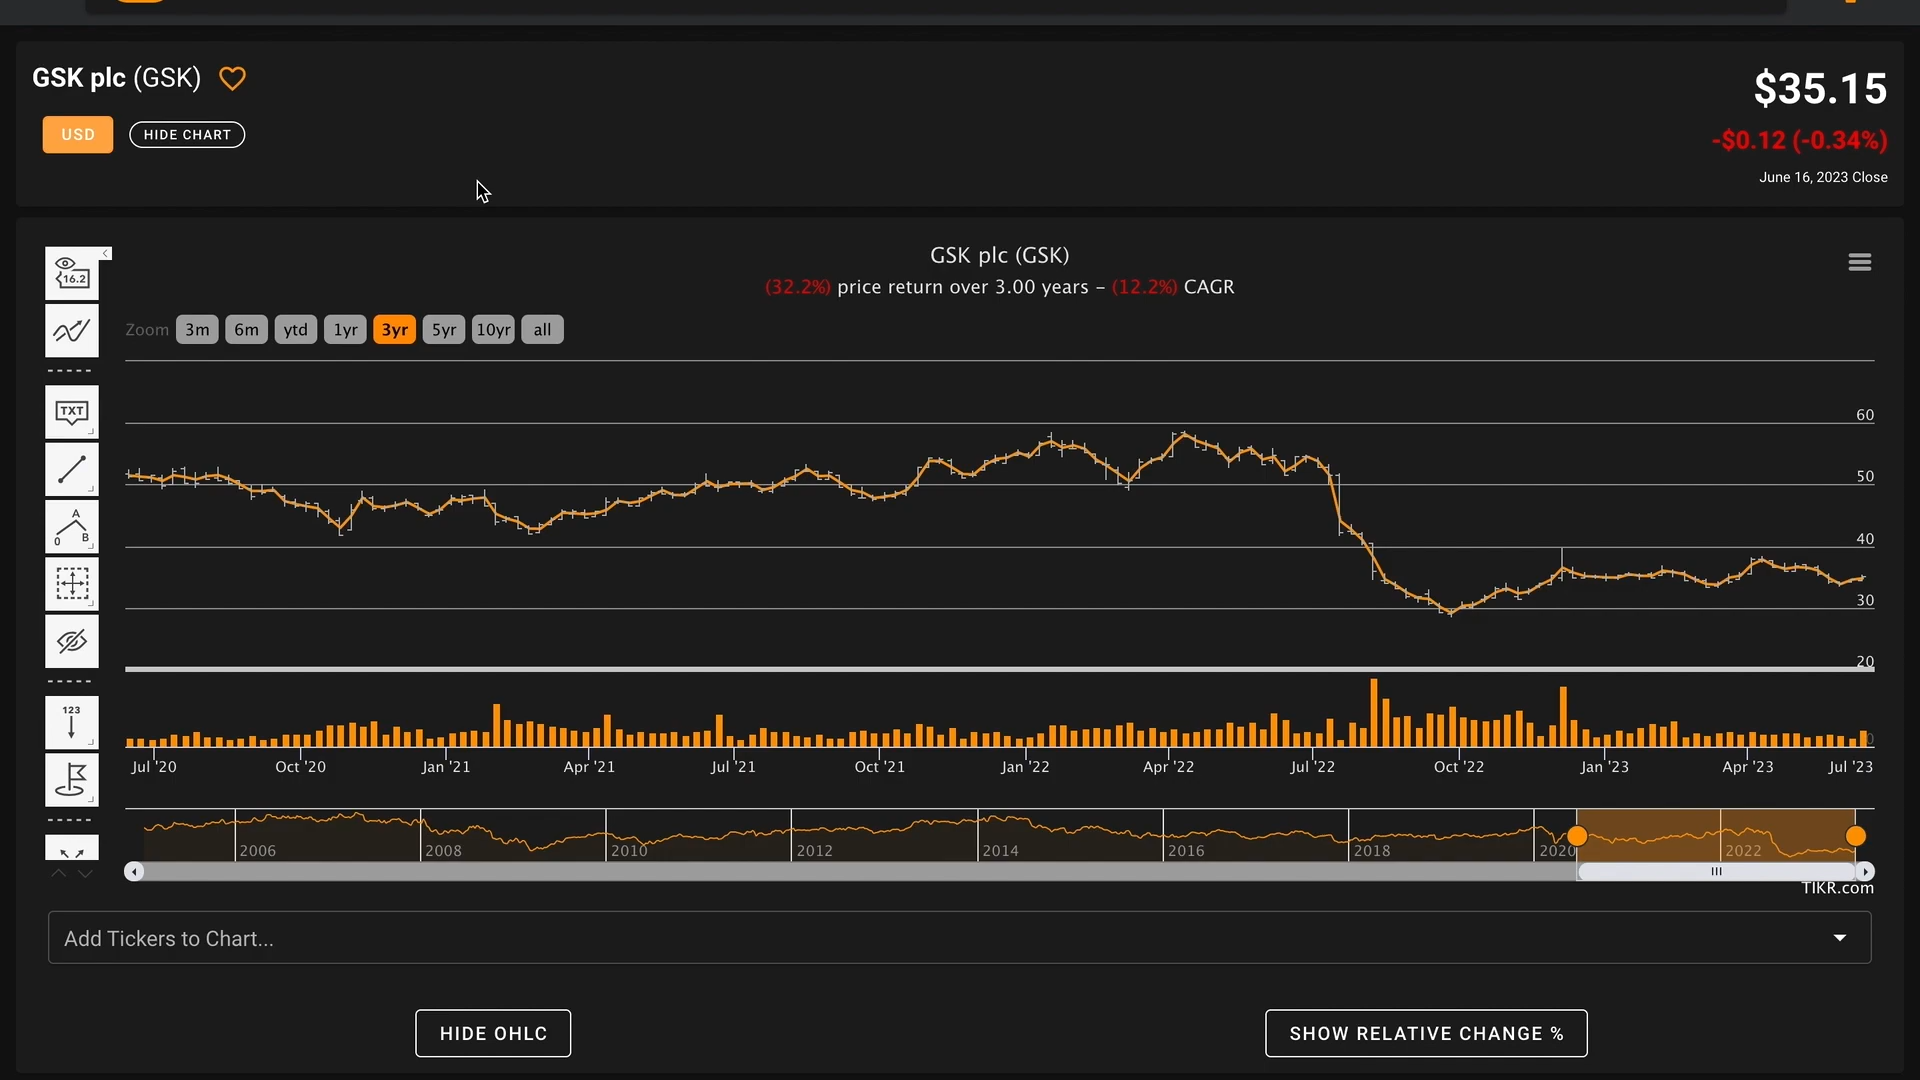 GSK plc (GSK)
$35.15
USD
HIDE CHART
-$0.12 (-0.34%)
June 16, 2023 Close
GSK plc (GSK)
(32.2%) price return over 3.00 years – (12.2%) CAGR
16.2
Zoom 3m 6m ytd 1yr 3yr 5yr 10yr all
TXT
A
0 B
123
60
50
40
30
20
0
Jul '20 Oct '20 Jan '21 Apr '21 Jul '21 Oct '21 Jan '22 Apr '22 Jul '22 Oct '22 Jan '23 Apr '23 Jul '23
2006 2008 2010 2012 2014 2016 2018 2020 2022
TIKR.com
Add Tickers to Chart...
HIDE OHLC
SHOW RELATIVE CHANGE %